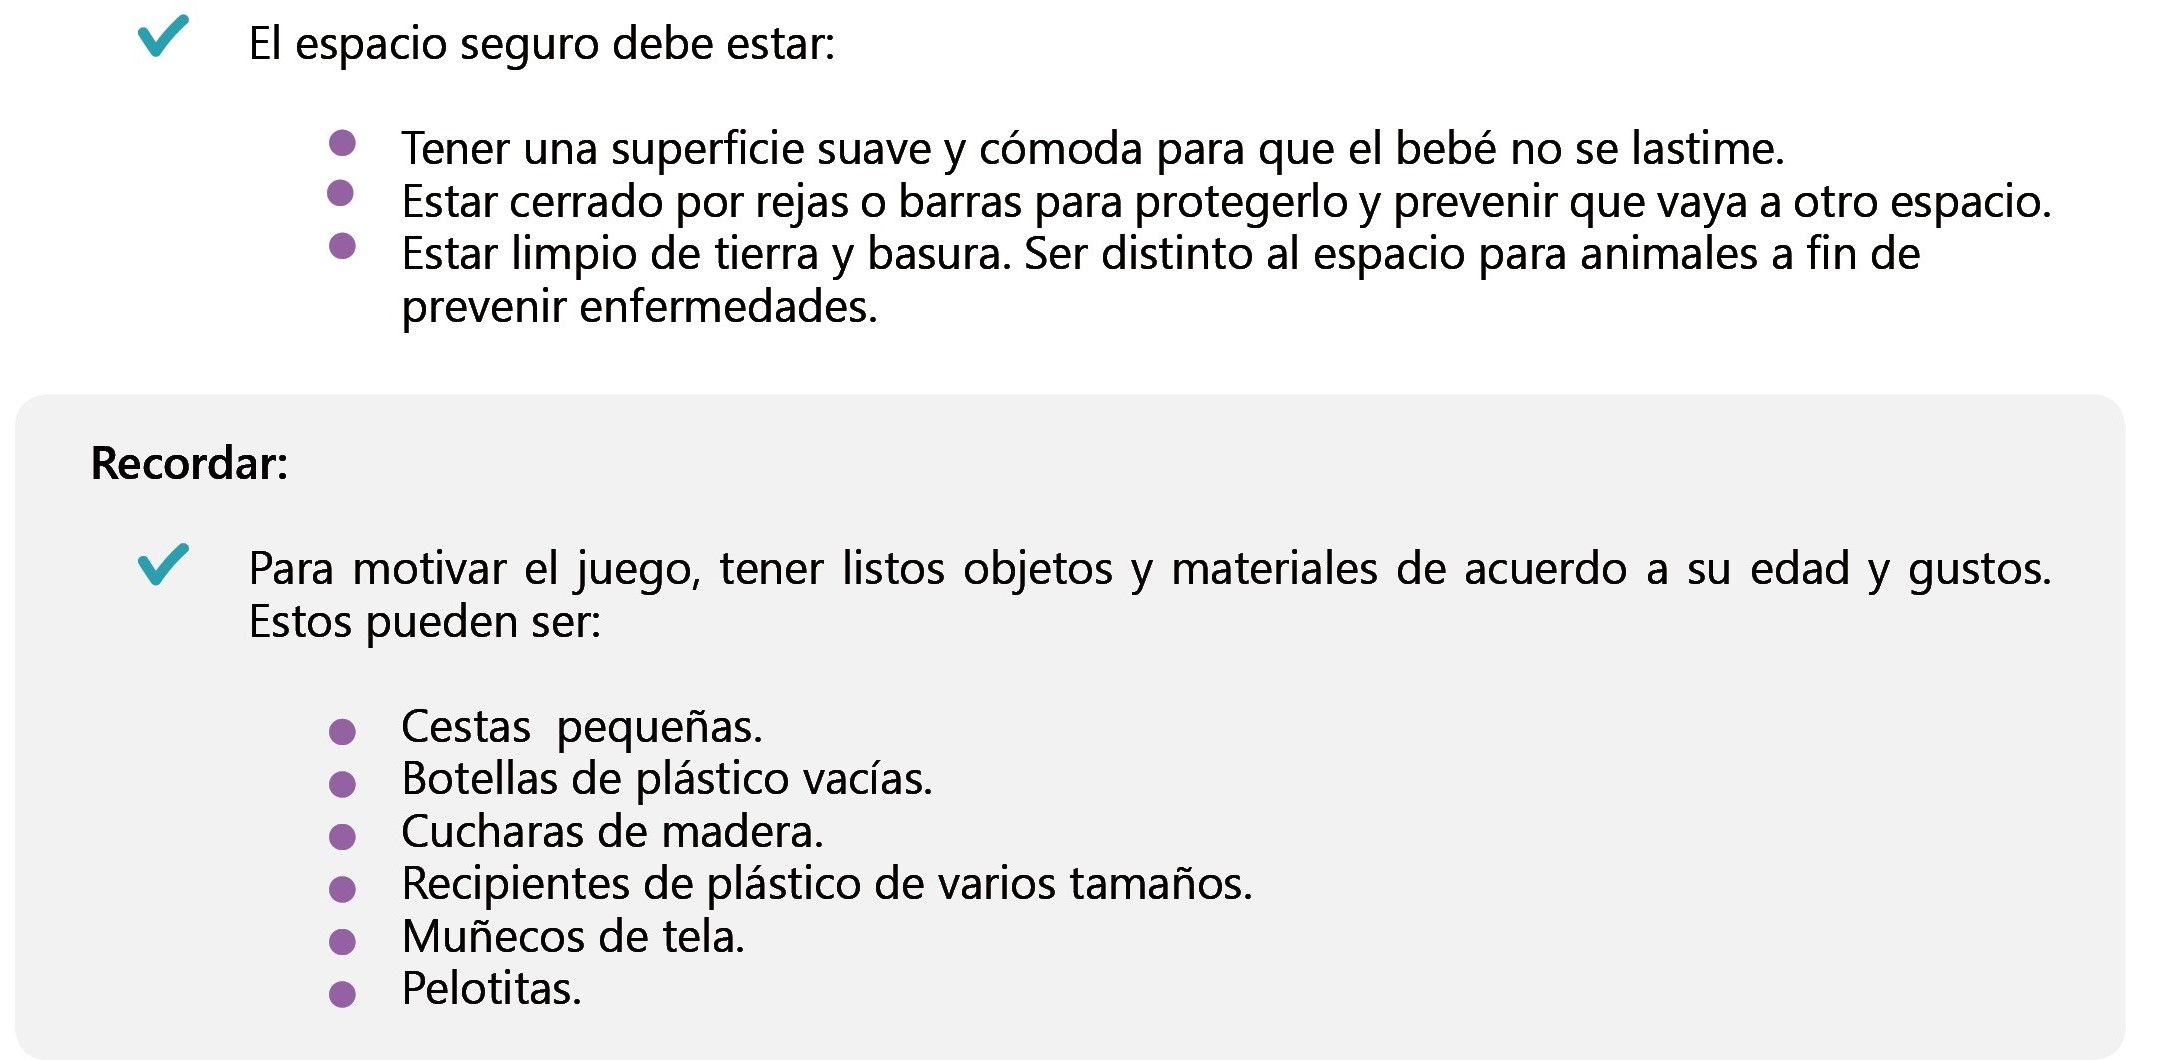 El espacio seguro debe estar:
Tener una superficie suave y cómoda para que el bebé no se lastime.
Estar cerrado por rejas o barras para protegerlo y prevenir que vaya a otro espacio.
Estar limpio de tierra y basura. Ser distinto al espacio para animales a fin de
prevenir enfermedades.
Recordar:
Para motivar el juego, tener listos objetos y materiales de acuerdo a su edad y gustos.
Estos pueden ser:
Cestas pequeñas.
Botellas de plástico vacías.
Cucharas de madera.
Recipientes de plástico de varios tamaños.
Muñecos de tela.
Pelotitas.